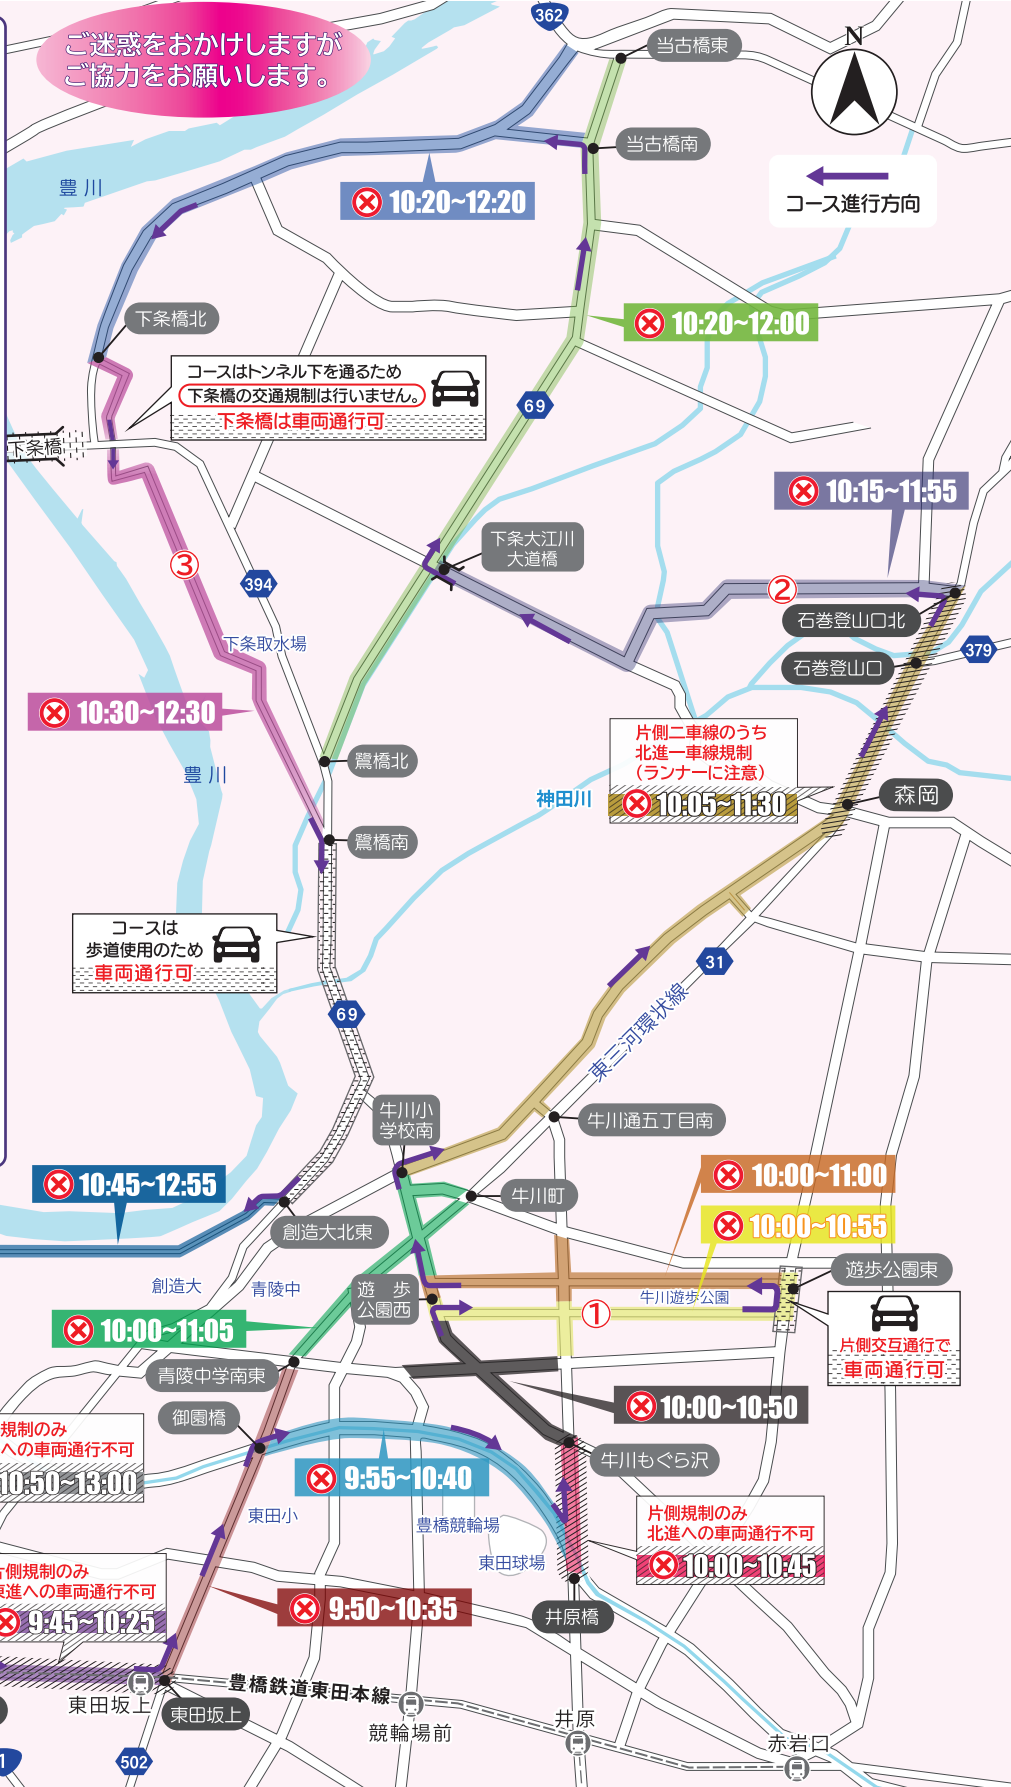 ご迷惑をおかけしますが
ご協力をお願いします。
362
当古橋東
N
当古橋南
豊川
10:20~12:20
コース進行方向
下条橋北
10:20~12:00
コースはトンネル下を通るため
下条橋の交通規制は行いません。
下条橋は車両通行可
69
下条橋
10:15~11:55
下条大江川
大道橋
③
394
②
石巻登山口北
下条取水場
379
石巻登山口
10:30~12:30
片側二車線のうち
北進一車線規制
(ランナーに注意)
10:05~11:30
鷺橋北
豊川
神田川
森岡
鷺橋南
コースは
歩道使用のため
車両通行可
31
69
東三河環状線
牛川小
学校南
牛川通五丁目南
10:45~12:55
10:00~11:00
牛川町
10:00~10:55
創造大北東
遊歩公園東
創造大
青陵中
遊歩
公園西
牛川遊歩公園
①
10:00~11:05
片側交互通行で
車両通行可
青陵中学南東
10:00~10:50
御園橋
規制のみ
への車両通行不可
10:50~13:00
牛川もぐら沢
9:55~10:40
東田小
豊橋競輪場
片側規制のみ
北進への車両通行不可
10:00~10:45
東田球場
片側規制のみ
東進への車両通行不可
9:45~10:25
9:50~10:35
井原橋
豊橋鉄道東田本線
東田坂上
東田坂上
競輪場前
井原
赤岩口
502
1